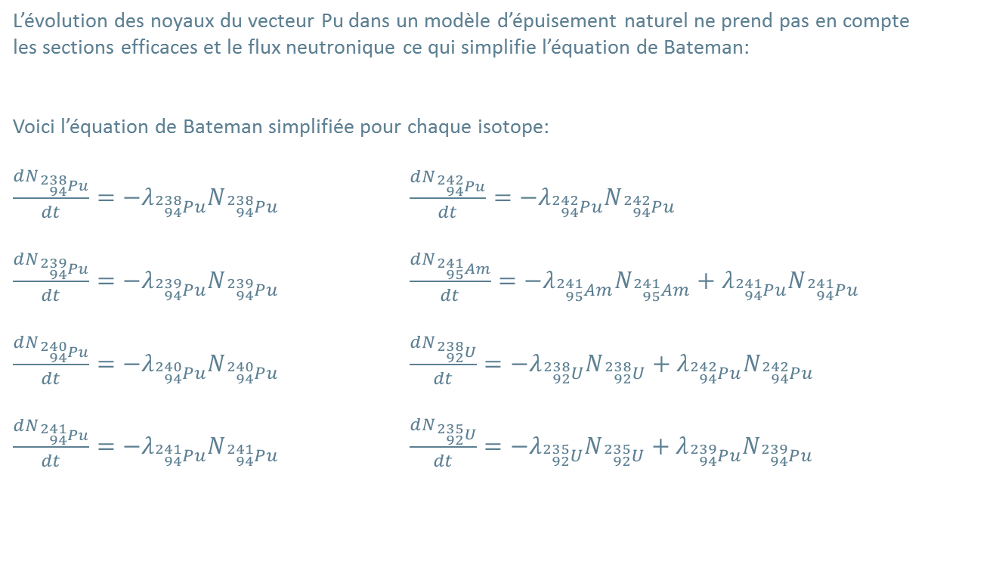 L’évolution des noyaux du vecteur Pu dans un modèle d’épuisement naturel ne prend pas en compte
les sections efficaces et le flux neutronique ce qui simplifie l’équation de Bateman:
Voici l’équation de Bateman simplifiée pour chaque isotope:
\frac{dN_{^{238}_{94}Pu}}{dt} = -\lambda_{^{238}_{94}Pu} N_{^{238}_{94}Pu}
\frac{dN_{^{239}_{94}Pu}}{dt} = -\lambda_{^{239}_{94}Pu} N_{^{239}_{94}Pu}
\frac{dN_{^{240}_{94}Pu}}{dt} = -\lambda_{^{240}_{94}Pu} N_{^{240}_{94}Pu}
\frac{dN_{^{241}_{94}Pu}}{dt} = -\lambda_{^{241}_{94}Pu} N_{^{241}_{94}Pu}
\frac{dN_{^{242}_{94}Pu}}{dt} = -\lambda_{^{242}_{94}Pu} N_{^{242}_{94}Pu}
\frac{dN_{^{241}_{95}Am}}{dt} = -\lambda_{^{241}_{95}Am} N_{^{241}_{95}Am} + \lambda_{^{241}_{94}Pu} N_{^{241}_{94}Pu}
\frac{dN_{^{238}_{92}U}}{dt} = -\lambda_{^{238}_{92}U} N_{^{238}_{92}U} + \lambda_{^{242}_{94}Pu} N_{^{242}_{94}Pu}
\frac{dN_{^{235}_{92}U}}{dt} = -\lambda_{^{235}_{92}U} N_{^{235}_{92}U} + \lambda_{^{239}_{94}Pu} N_{^{239}_{94}Pu}